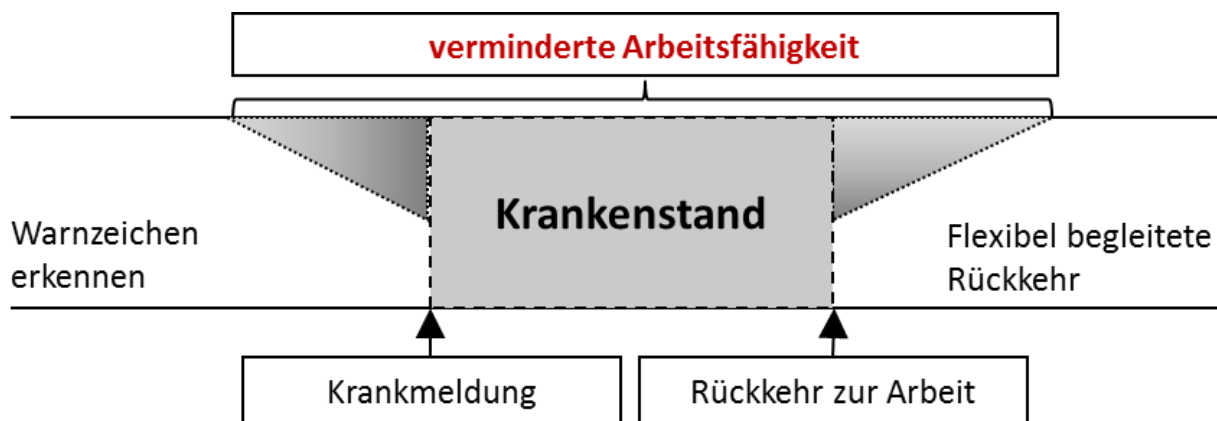 verminderte Arbeitsfähigkeit
Krankenstand
Warnzeichen
erkennen
Flexibel begleitete
Rückkehr
Krankmeldung
Rückkehr zur Arbeit